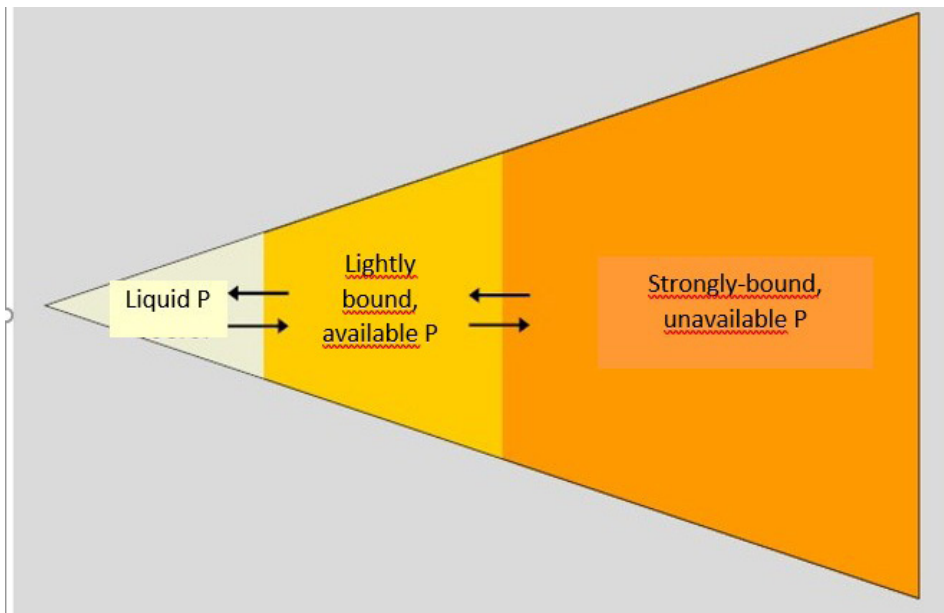 Liquid P
Lightly
bound,
available P
Strongly-bound,
unavailable P